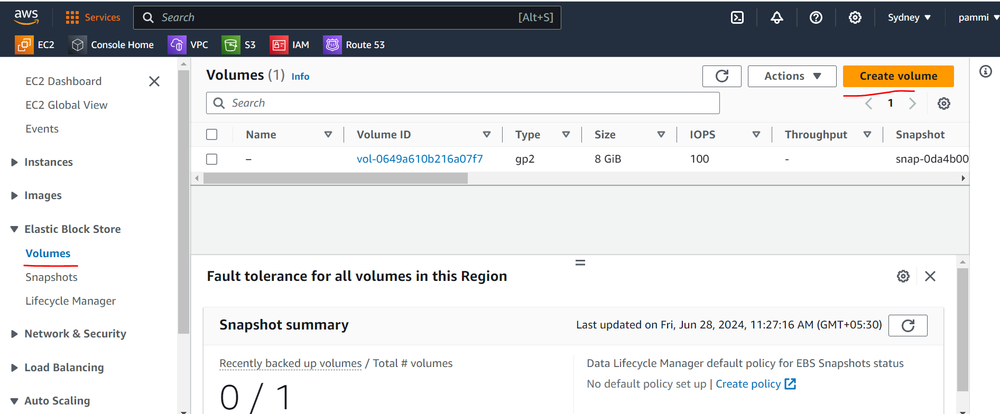 aws
Services
Search
[Alt+S]
Sydney
pammi
EC2
Console Home
VPC
S3
IAM
53
Route 53
EC2 Dashboard
EC2 Global View
Events
Instances
Images
Elastic Block Store
Volumes
Snapshots
Lifecycle Manager
Network & Security
Load Balancing
Auto Scaling
Volumes (1) Info
Actions
Create volume
Search
1
Name Volume ID Type Size IOPS Throughput Snapshot
– vol-0649a610b216a07f7 gp2 8 GiB 100 - snap-0da4b00
Fault tolerance for all volumes in this Region
Snapshot summary
Last updated on Fri, Jun 28, 2024, 11:27:16 AM (GMT+05:30)
Recently backed up volumes / Total # volumes
0 / 1
Data Lifecycle Manager default policy for EBS Snapshots status
No default policy set up | Create policy